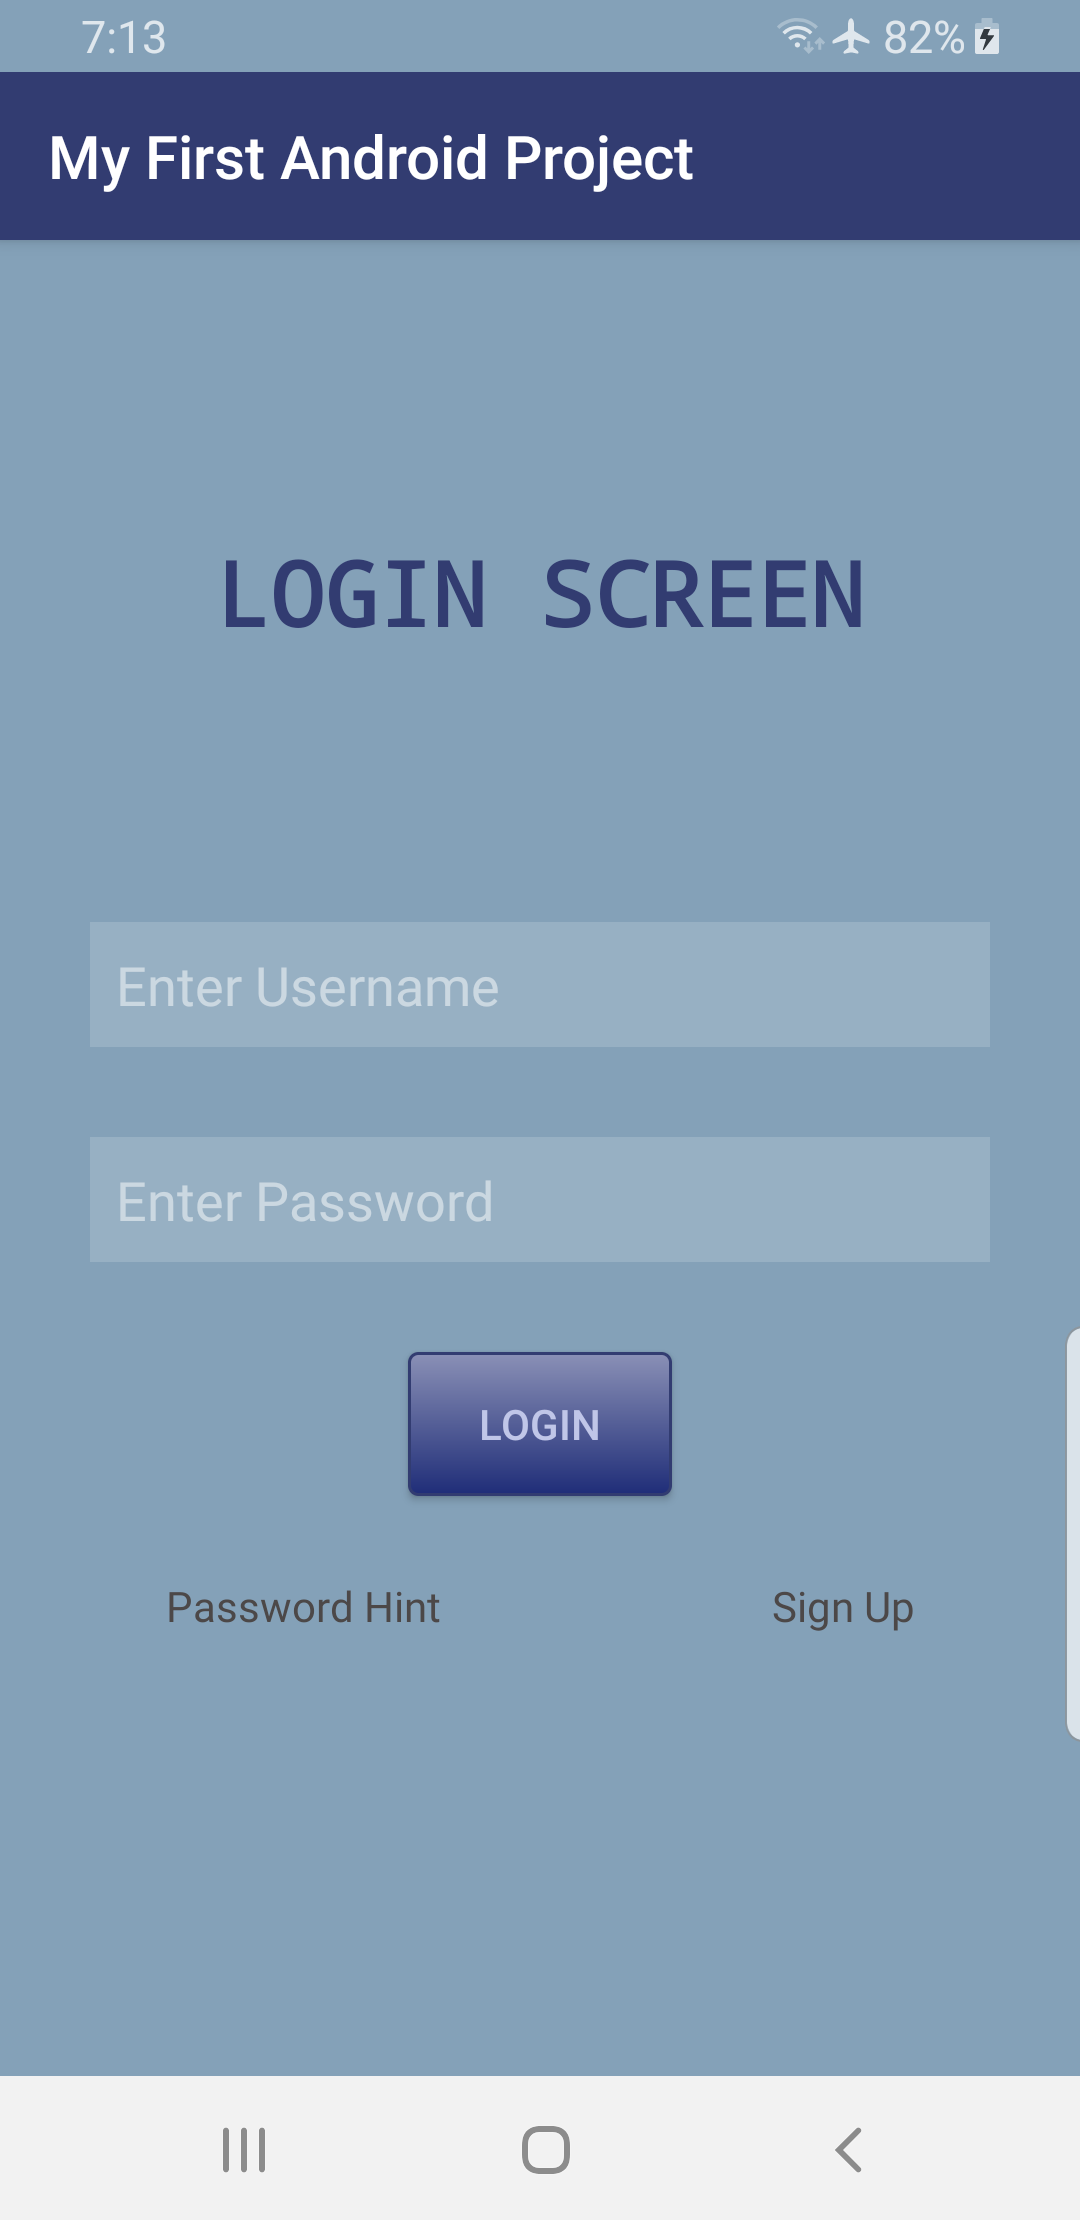 7:13 82%
My First Android Project
LOGIN SCREEN
Enter Username
Enter Password
LOGIN
Password Hint Sign Up